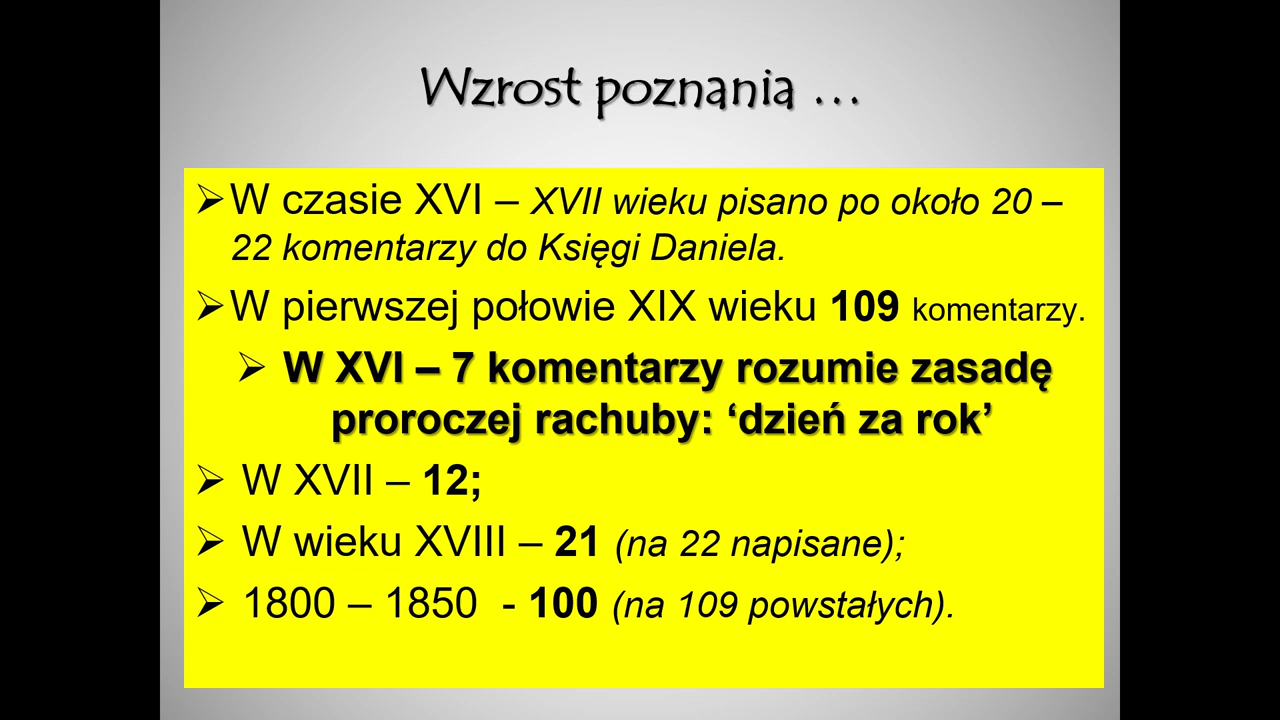 Wzrost poznania …
➢W czasie XVI – XVII wieku pisano po około 20 –
22 komentarzy do Księgi Daniela.
➢W pierwszej połowie XIX wieku 109 komentarzy.
➢ W XVI – 7 komentarzy rozumie zasadę
proroczej rachuby: ‘dzień za rok’
➢ W XVII – 12;
➢ W wieku XVIII – 21 (na 22 napisane);
➢ 1800 – 1850 - 100 (na 109 powstałych).